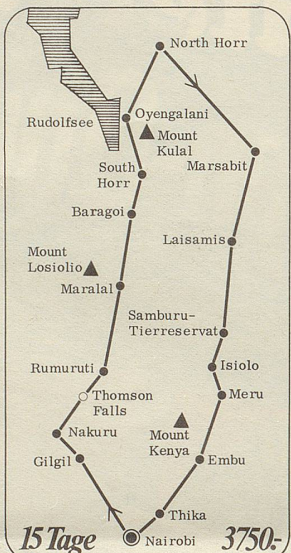 North Horr
Oyengalani
Rudolfsee
Mount
Kulal
Marsabit
South
Horr
Baragoi
Laisamis
Mount
Losiolio
Maralal
Samburu-
Tierreservat
Rumuruti
Isiolo
Thomson
Falls
Meru
Nakuru
Mount
Kenya
Gilgil
Embu
Thika
15 Tage
Nairobi
3750.-